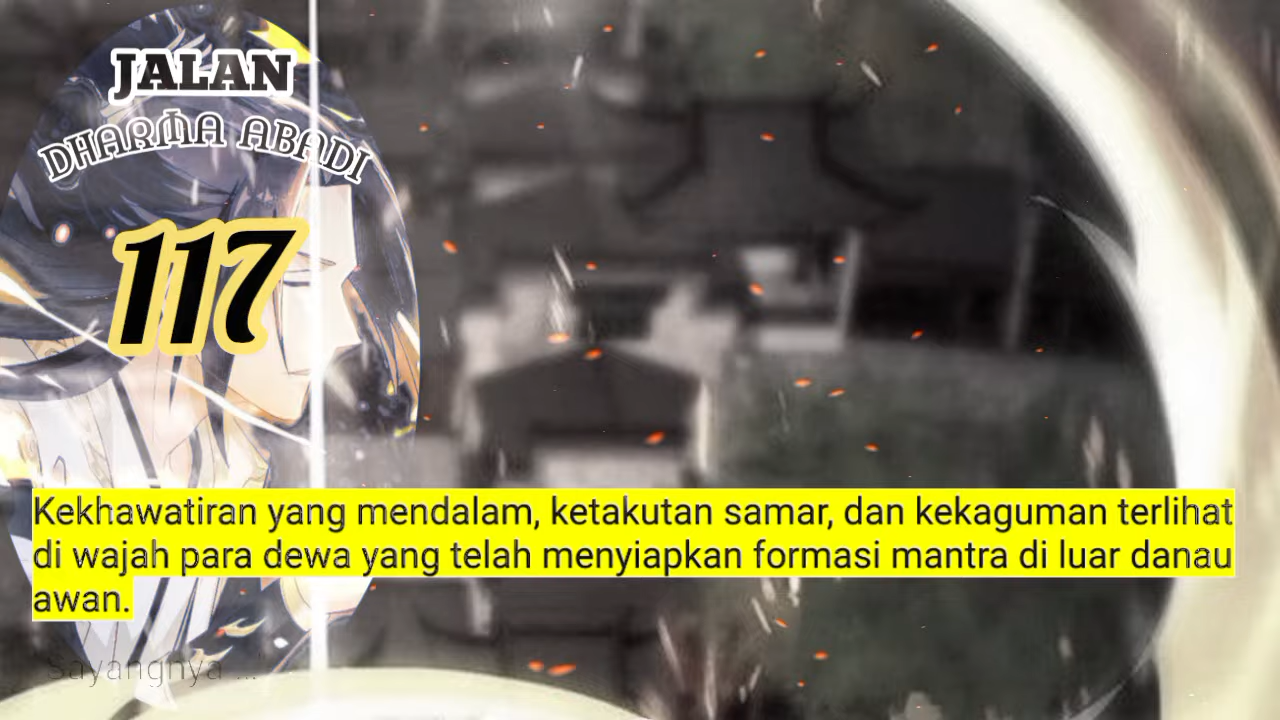 JALAN
DHARMA ABADI
117
Kekhawatiran yang mendalam, ketakutan samar, dan kekaguman terlihat
di wajah para dewa yang telah menyiapkan formasi mantra di luar danau
awan.
'Sayangnya ...'